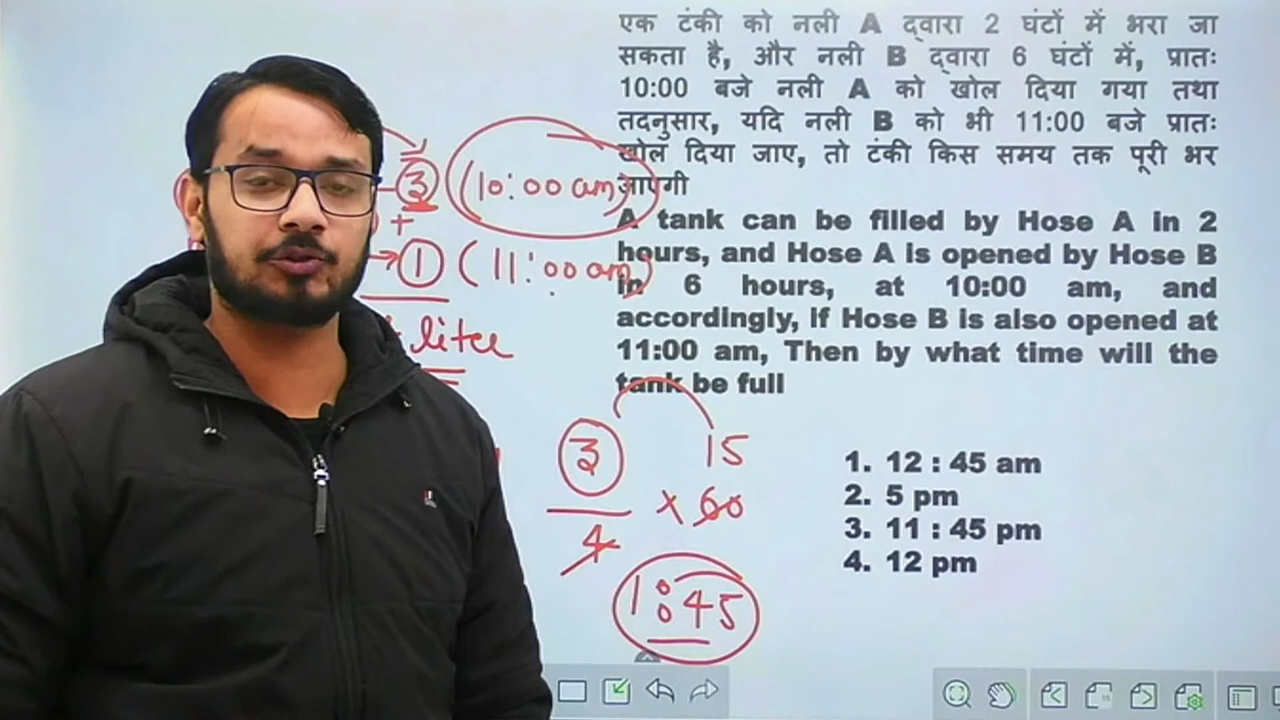 एक टंकी को नली A द्वारा 2 घंटों में भरा जा
सकता है, और नली B द्वारा 6 घंटों में, प्रातः
10:00 बजे नली A को खोल दिया गया तथा
तदनुसार, यदि नली B को भी 11:00 बजे प्रातः
खोल दिया जाए, तो टंकी किस समय तक पूरी भर
जाएगी
A tank can be filled by Hose A in 2
hours, and Hose A is opened by Hose B
in 6 hours, at 10:00 am, and
accordingly, if Hose B is also opened at
11:00 am, Then by what time will the
tank be full
3 (10:00 am)
+
1 (11:00 am)
litre
3 15
4 × 60
1:45
1. 12 : 45 am
2. 5 pm
3. 11 : 45 pm
4. 12 pm